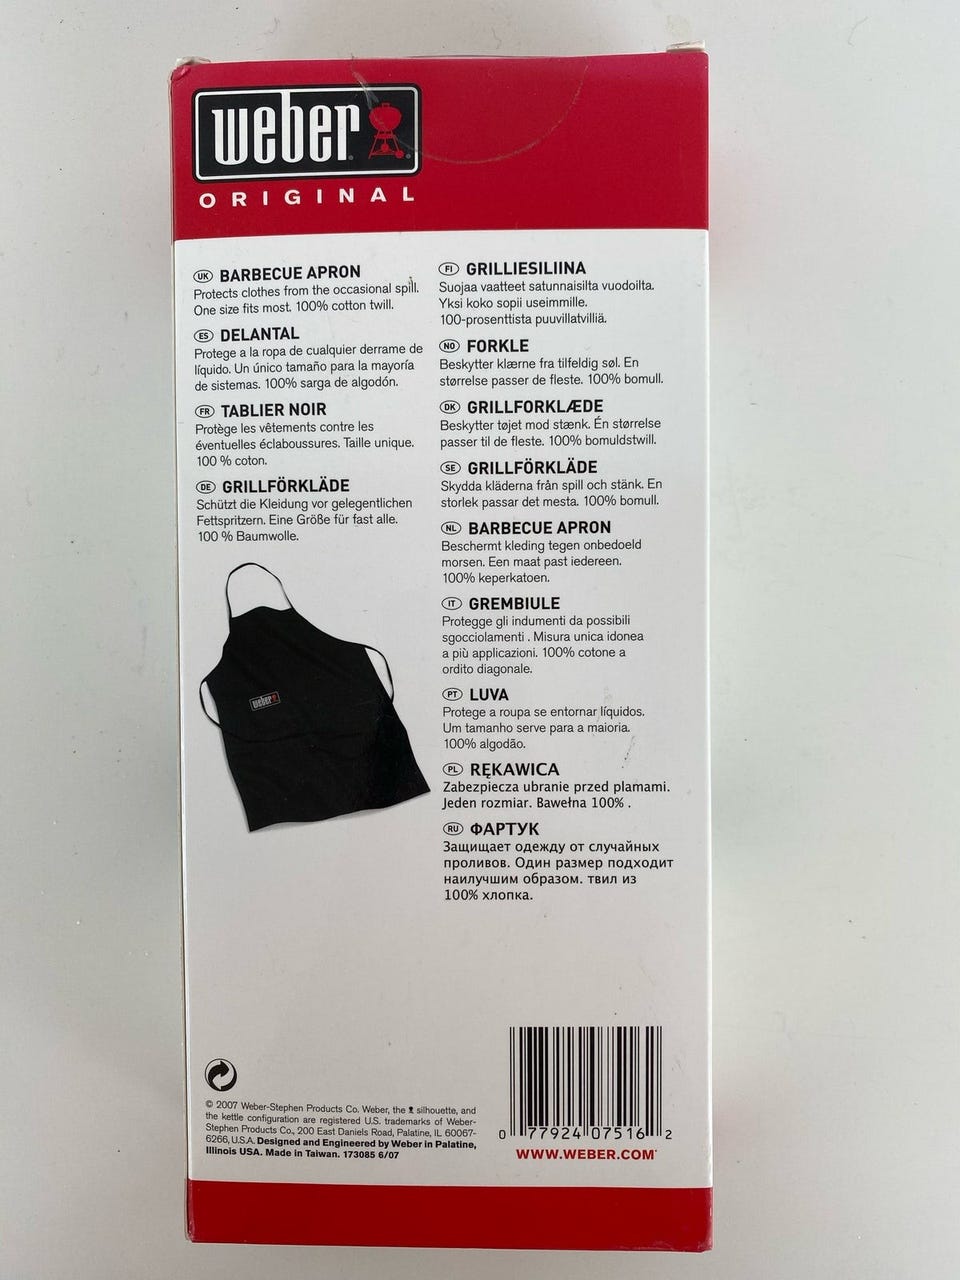 weber
ORIGINAL
UK BARBECUE APRON
Protects clothes from the occasional spill.
One size fits most. 100% cotton twill.
ES DELANTAL
Protege a la ropa de cualquier derrame de
líquido. Un único tamaño para la mayoría
de sistemas. 100% sarga de algodón.
FR TABLIER NOIR
Protège les vêtements contre les
éventuelles éclaboussures. Taille unique.
100 % coton.
DE GRILLFÖRKLÄDE
Schützt die Kleidung vor gelegentlichen
Fettspritzern. Eine Größe für fast alle.
100 % Baumwolle.
weber
FI GRILLIESILIINA
Suojaa vaatteet satunnaisilta vuodoilta.
Yksi koko sopii useimmille.
100-prosenttista puuvillatvilliä.
NO FORKLE
Beskytter klærne fra tilfeldig søl. En
størrelse passer de fleste. 100% bomull.
DK GRILLFORKLÆDE
Beskytter tøjet mod stænk. Én størrelse
passer til de fleste. 100% bomuldstwill.
SE GRILLFÖRKLÄDE
Skydda kläderna från spill och stänk. En
storlek passar det mesta. 100% bomull.
NL BARBECUE APRON
Beschermt kleding tegen onbedoeld
morsen. Een maat past iedereen.
100% keperkatoen.
IT GREMBIULE
Protegge gli indumenti da possibili
sgocciolamenti . Misura unica idonea
a più applicazioni. 100% cotone a
ordito diagonale.
PT LUVA
Protege a roupa se entornar líquidos.
Um tamanho serve para a maioria.
100% algodão.
PL RĘKAWICA
Zabezpiecza ubranie przed plamami.
Jeden rozmiar. Bawełna 100% .
RU ФАРТУК
Защищает одежду от случайных
проливов. Один размер подходит
наилучшим образом. твил из
100% хлопка.
© 2007 Weber-Stephen Products Co. Weber, the silhouette, and
the kettle configuration are registered U.S. trademarks of Weber-
Stephen Products Co., 200 East Daniels Road, Palatine, IL 60067-
6266, U.S.A. Designed and Engineered by Weber in Palatine,
Illinois USA. Made in Taiwan. 173085 6/07
0 77924 07516 2
WWW.WEBER.COM